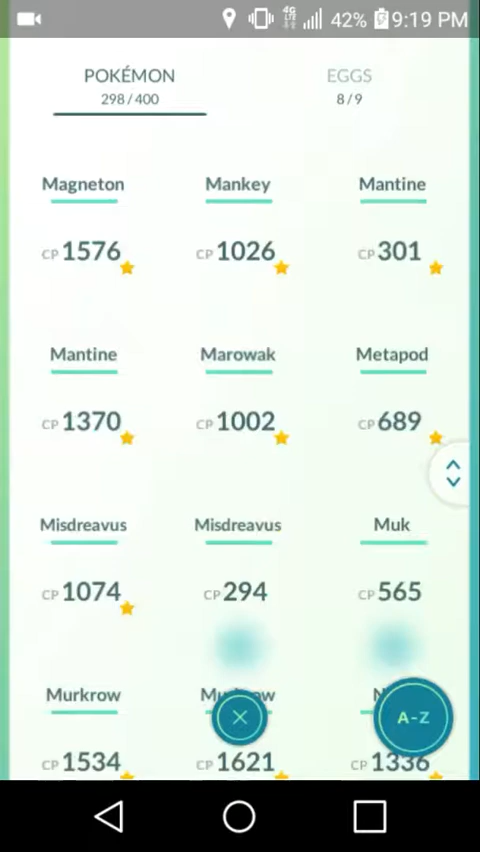 4G LTE 42% 9:19 PM
POKÉMON EGGS
298 / 400 8 / 9
Magneton Mankey Mantine
CP 1576 CP 1026 CP 301
Mantine Marowak Metapod
CP 1370 CP 1002 CP 689
Misdreavus Misdreavus Muk
CP 1074 CP 294 CP 565
Murkrow
A-Z
CP 1534 CP 1621 CP 1336